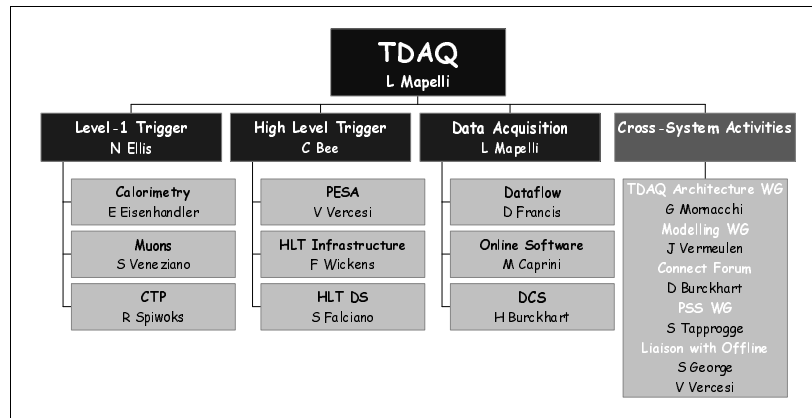 TDAQ
L Mapelli
Level-1 Trigger
N Ellis
High Level Trigger
C Bee
Data Acquisition
L Mapelli
Cross-System Activities
Calorimetry
E Eisenhandler
Muons
S Veneziano
CTP
R Spiwoks
PESA
V Vercesi
HLT Infrastructure
F Wickens
HLT DS
S Falciano
Dataflow
D Francis
Online Software
M Caprini
DCS
H Burckhart
TDAQ Architecture WG
G Mornacchi
Modelling WG
J Vermeulen
Connect Forum
D Burckhart
PSS WG
S Tapprogge
Liaison with Offline
S George
V Vercesi